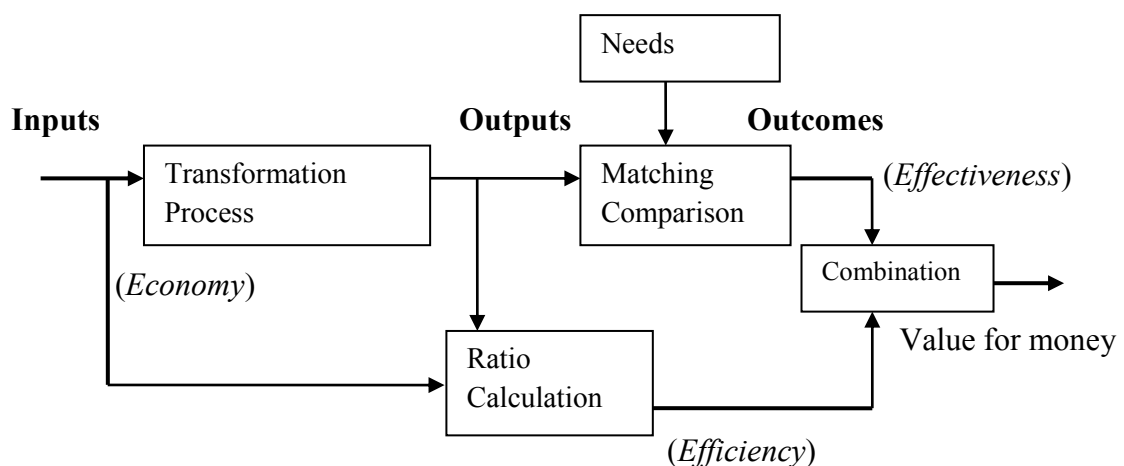 Needs
Inputs
Outputs
Outcomes
Transformation
Process
Matching
Comparison
(Effectiveness)
(Economy)
Combination
Value for money
Ratio
Calculation
(Efficiency)